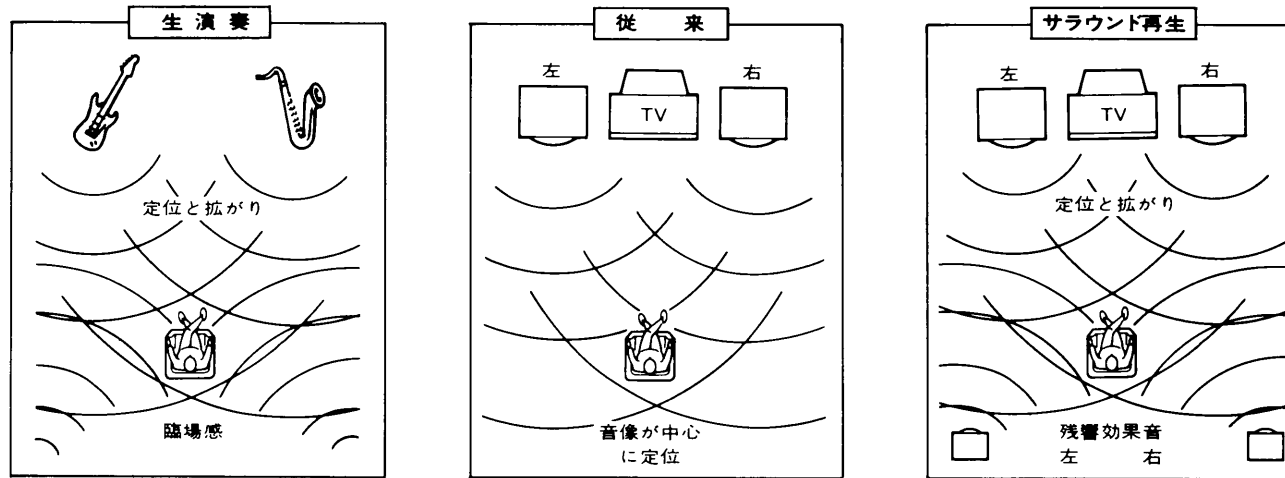 生演奏
定位と拡がり
臨場感
従来
左
右
TV
音像が中心
に定位
サラウンド再生
左
右
TV
定位と拡がり
残響効果音
左 右